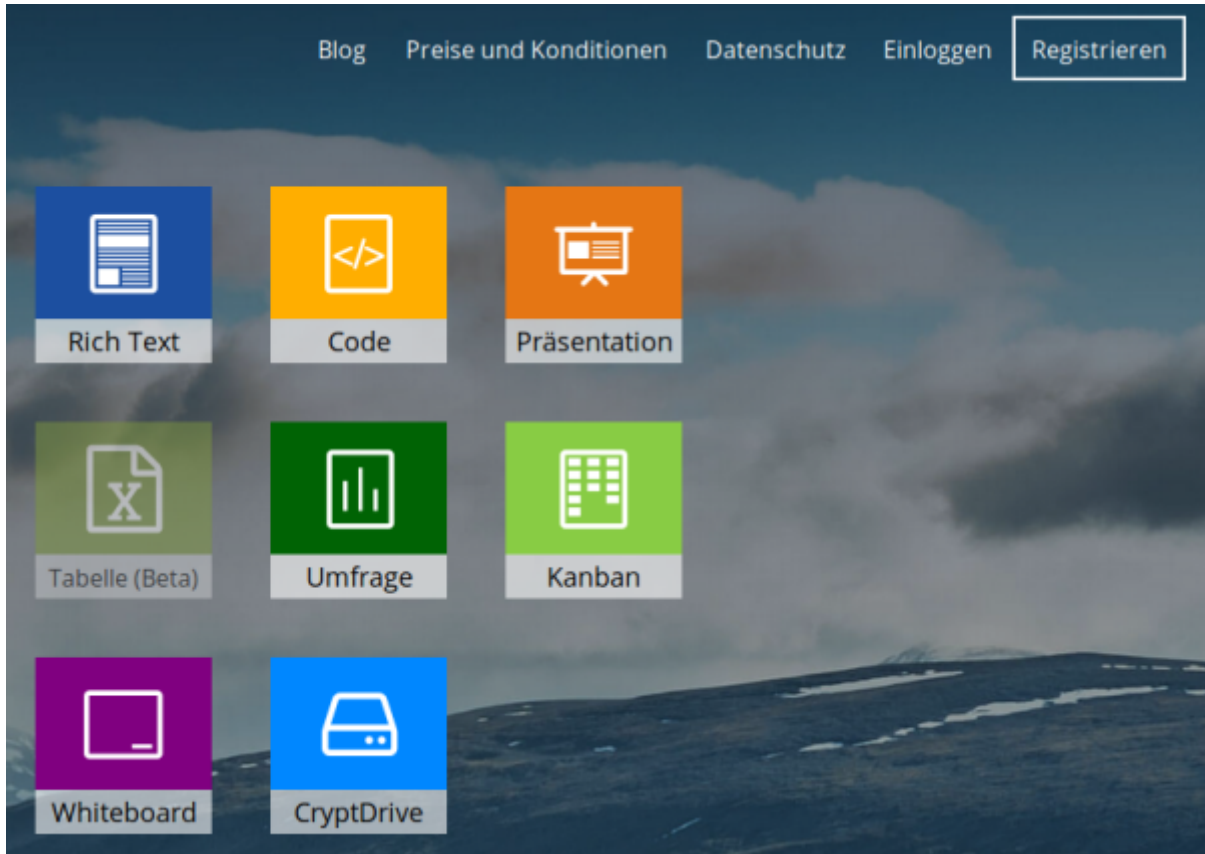 Blog Preise und Konditionen Datenschutz Einloggen Registrieren
</>
Rich Text Code Präsentation
X
Tabelle (Beta) Umfrage Kanban
Whiteboard CryptDrive